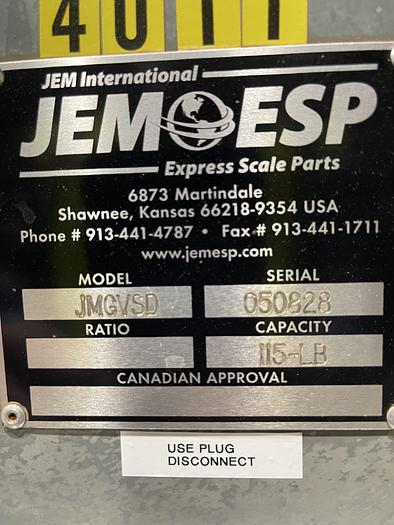 4011
JEM International
JEM ESP
Express Scale Parts
6873 Martindale
Shawnee, Kansas 66218-9354 USA
Phone # 913-441-4787 • Fax # 913-441-1711
www.jemesp.com
MODEL SERIAL
JMGVSD 050828
RATIO CAPACITY
115-LB
CANADIAN APPROVAL
USE PLUG
DISCONNECT